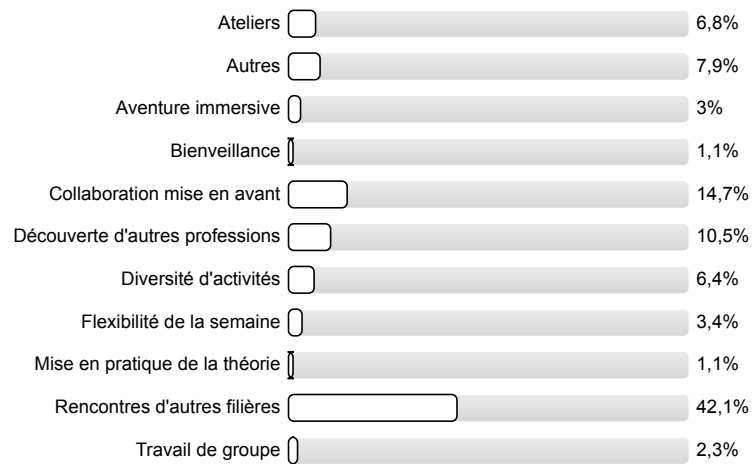 Ateliers 6,8%
Autres 7,9%
Aventure immersive 3%
Bienveillance 1,1%
Collaboration mise en avant 14,7%
Découverte d'autres professions 10,5%
Diversité d'activités 6,4%
Flexibilité de la semaine 3,4%
Mise en pratique de la théorie 1,1%
Rencontres d'autres filières 42,1%
Travail de groupe 2,3%